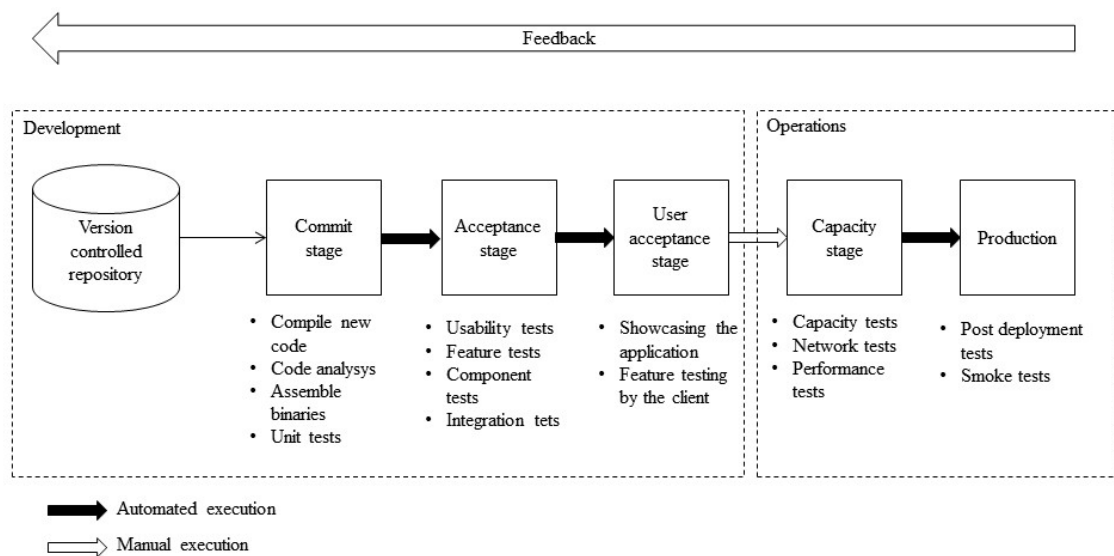 Feedback
Development
Operations
Version
controlled
repository
Commit
stage
Acceptance
stage
User
acceptance
stage
Capacity
stage
Production
• Compile new
code
• Code analysys
• Assemble
binaries
• Unit tests
• Usability tests
• Feature tests
• Component
tests
• Integration tets
• Showcasing the
application
• Feature testing
by the client
• Capacity tests
• Network tests
• Performance
tests
• Post deployment
tests
• Smoke tests
Automated execution
Manual execution